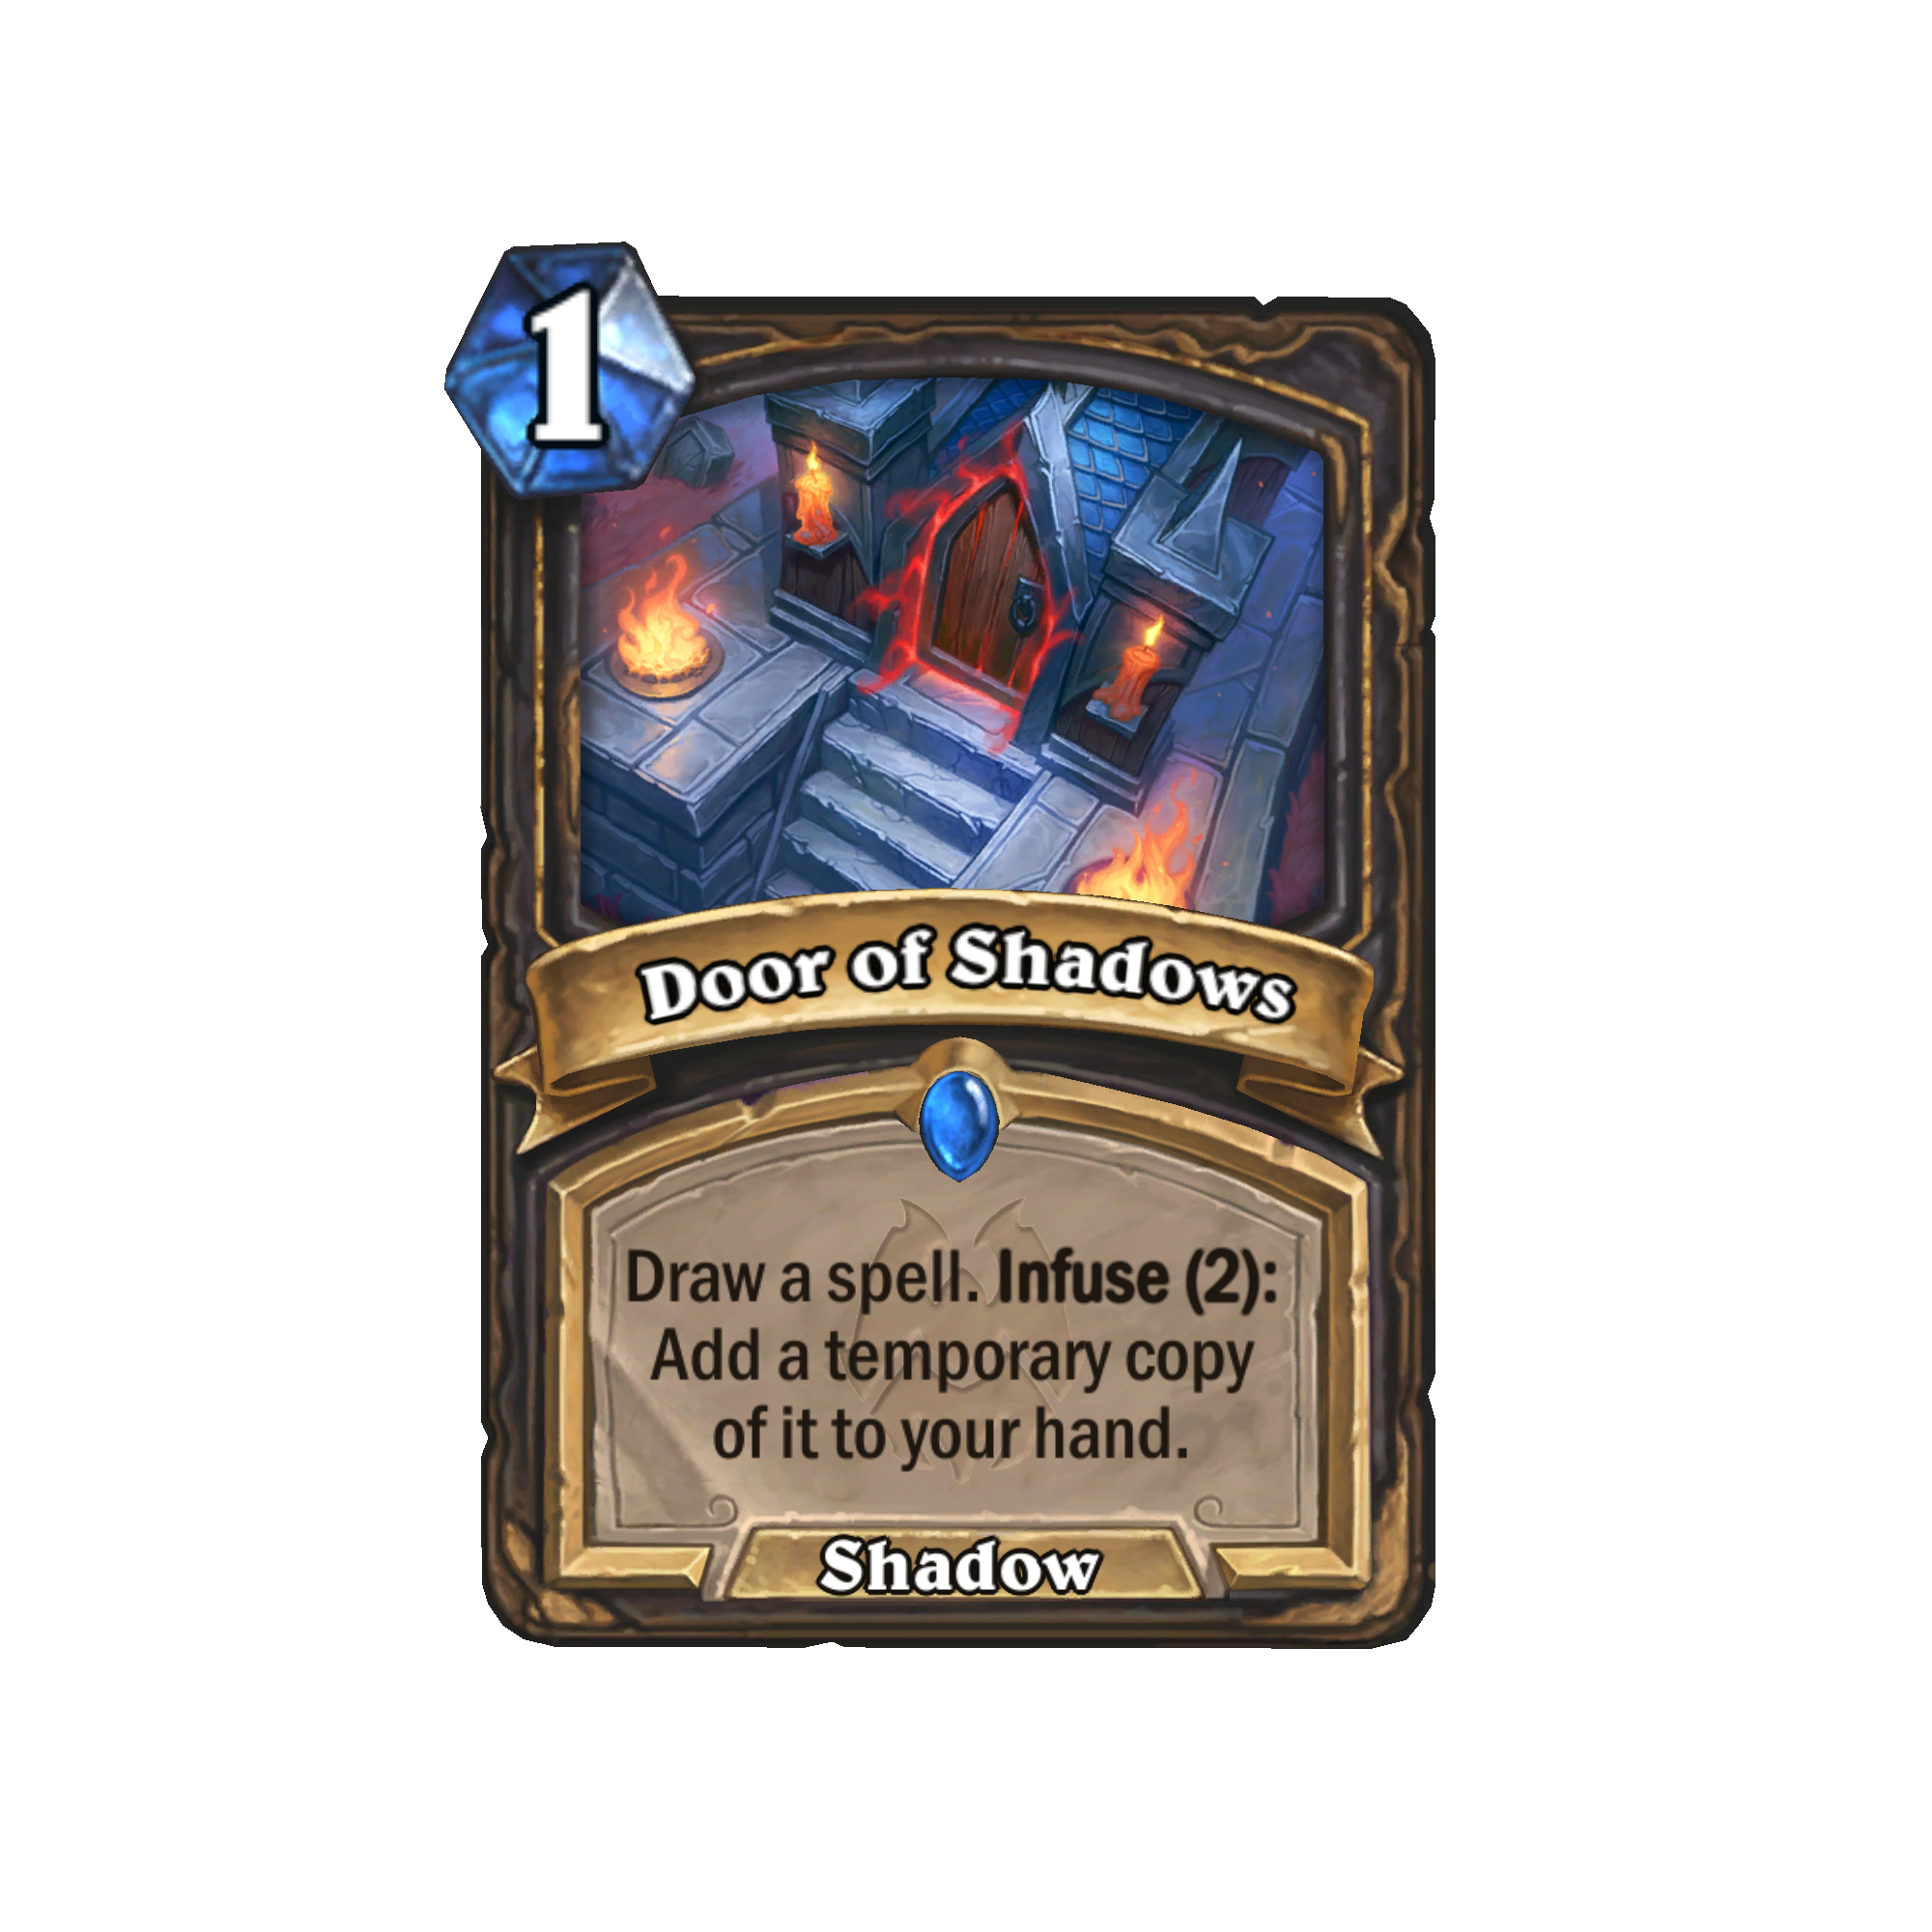 1
Door of Shadows
Draw a spell. Infuse (2):
Add a temporary copy
of it to your hand.
Shadow